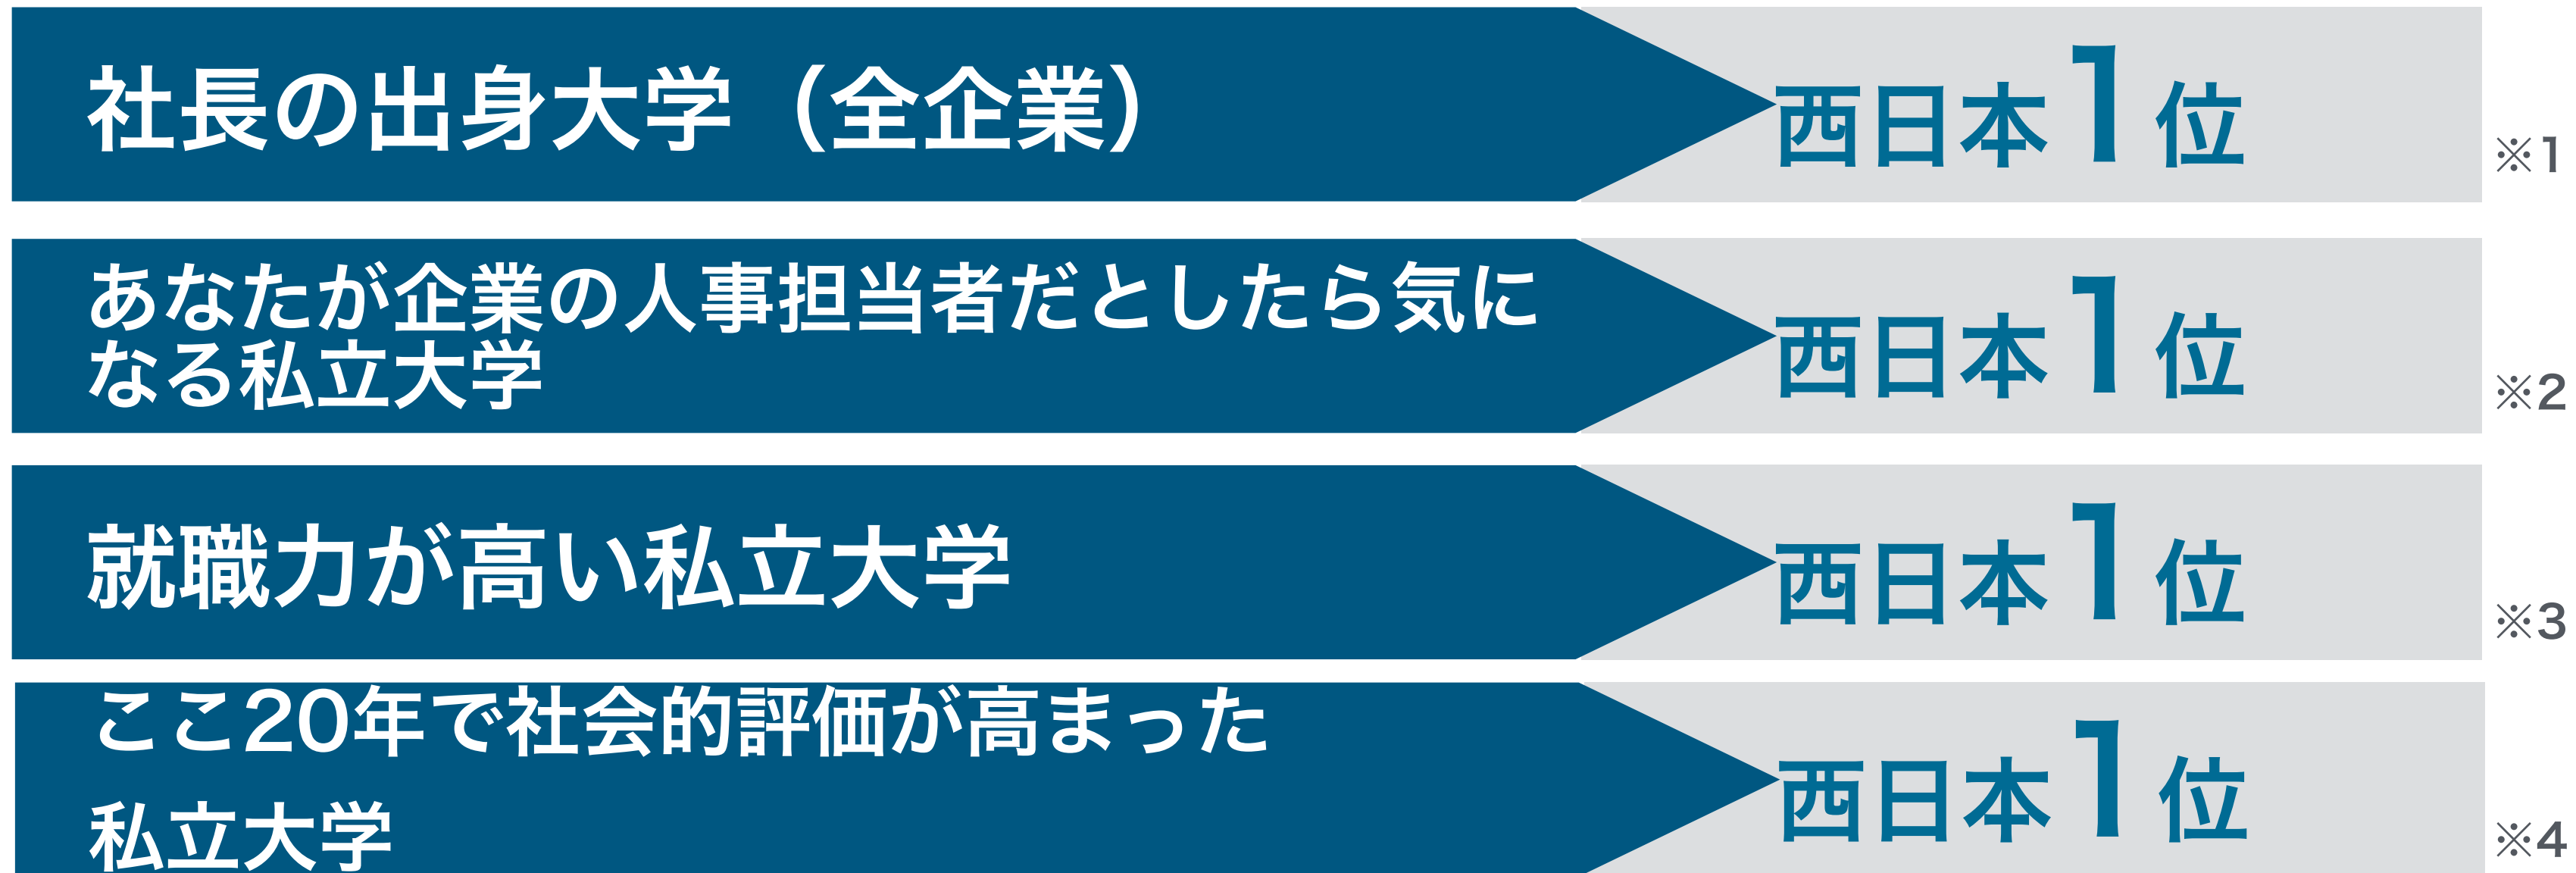 社長の出身大学（全企業）
西日本1位
※1
あなたが企業の人事担当者だとしたら気に
なる私立大学
西日本1位
※2
就職力が高い私立大学
西日本1位
※3
ここ20年で社会的評価が高まった
私立大学
西日本1位
※4